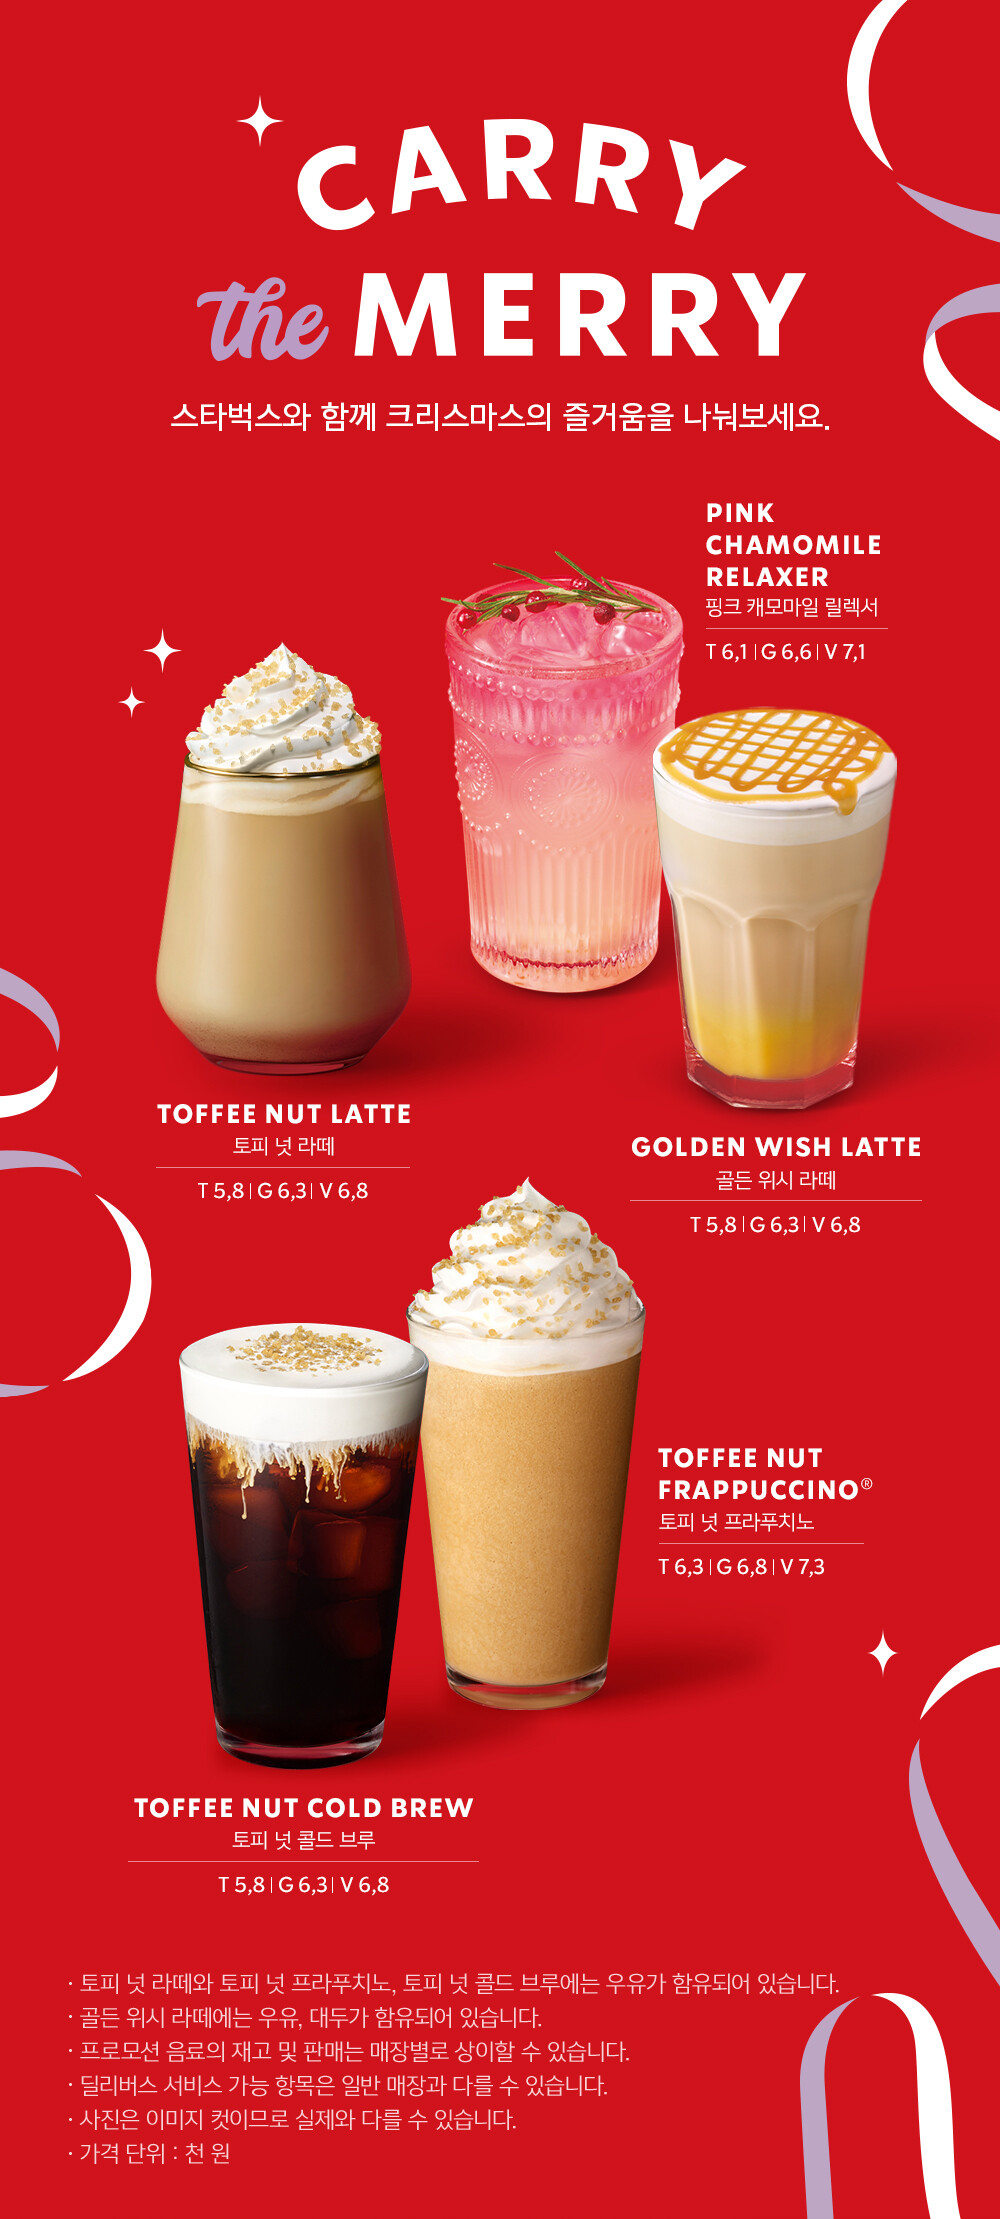 CARRY
the MERRY
스타벅스와 함께 크리스마스의 즐거움을 나눠보세요.
PINK
CHAMOMILE
RELAXER
핑크 캐모마일 릴렉서
T 6,1 | G 6,6 | V 7,1
TOFFEE NUT LATTE
토피 넛 라떼
T 5,8 | G 6,3 | V 6,8
GOLDEN WISH LATTE
골든 위시 라떼
T 5,8 | G 6,3 | V 6,8
TOFFEE NUT
FRAPPUCCINO®
토피 넛 프라푸치노
T 6,3 | G 6,8 | V 7,3
TOFFEE NUT COLD BREW
토피 넛 콜드 브루
T 5,8 | G 6,3 | V 6,8
· 토피 넛 라떼와 토피 넛 프라푸치노, 토피 넛 콜드 브루에는 우유가 함유되어 있습니다.
· 골든 위시 라떼에는 우유, 대두가 함유되어 있습니다.
· 프로모션 음료의 재고 및 판매는 매장별로 상이할 수 있습니다.
· 딜리버스 서비스 가능 항목은 일반 매장과 다를 수 있습니다.
· 사진은 이미지 컷이므로 실제와 다를 수 있습니다.
· 가격 단위 : 천 원